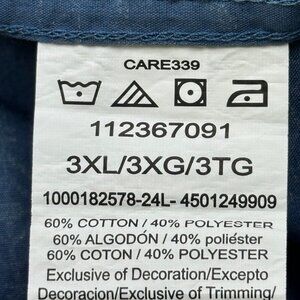 CARE339
112367091
3XL/3XG/3TG
1000182578-24L- 4501249909
60% COTTON / 40% POLYESTER
60% ALGODÓN / 40% poliéster
60% COTON / 40% POLYESTER
Exclusive of Decoration/Excepto
Decoracion/Exclusive of Trimming/